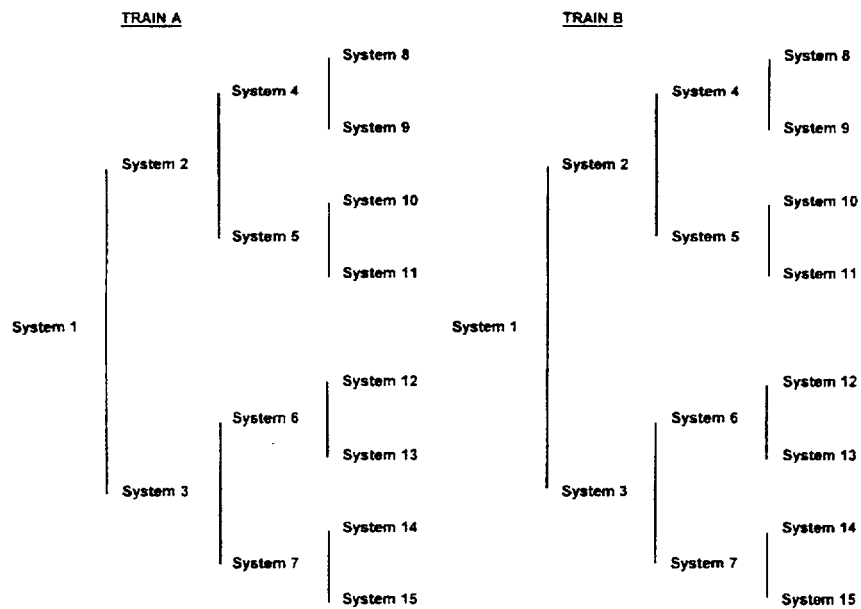 TRAIN A
System 8
System 4
System 9
System 2
System 10
System 5
System 11
System 1
System 12
System 6
System 13
System 3
System 14
System 7
System 15
TRAIN B
System 8
System 4
System 9
System 2
System 10
System 5
System 11
System 1
System 12
System 6
System 13
System 3
System 14
System 7
System 15